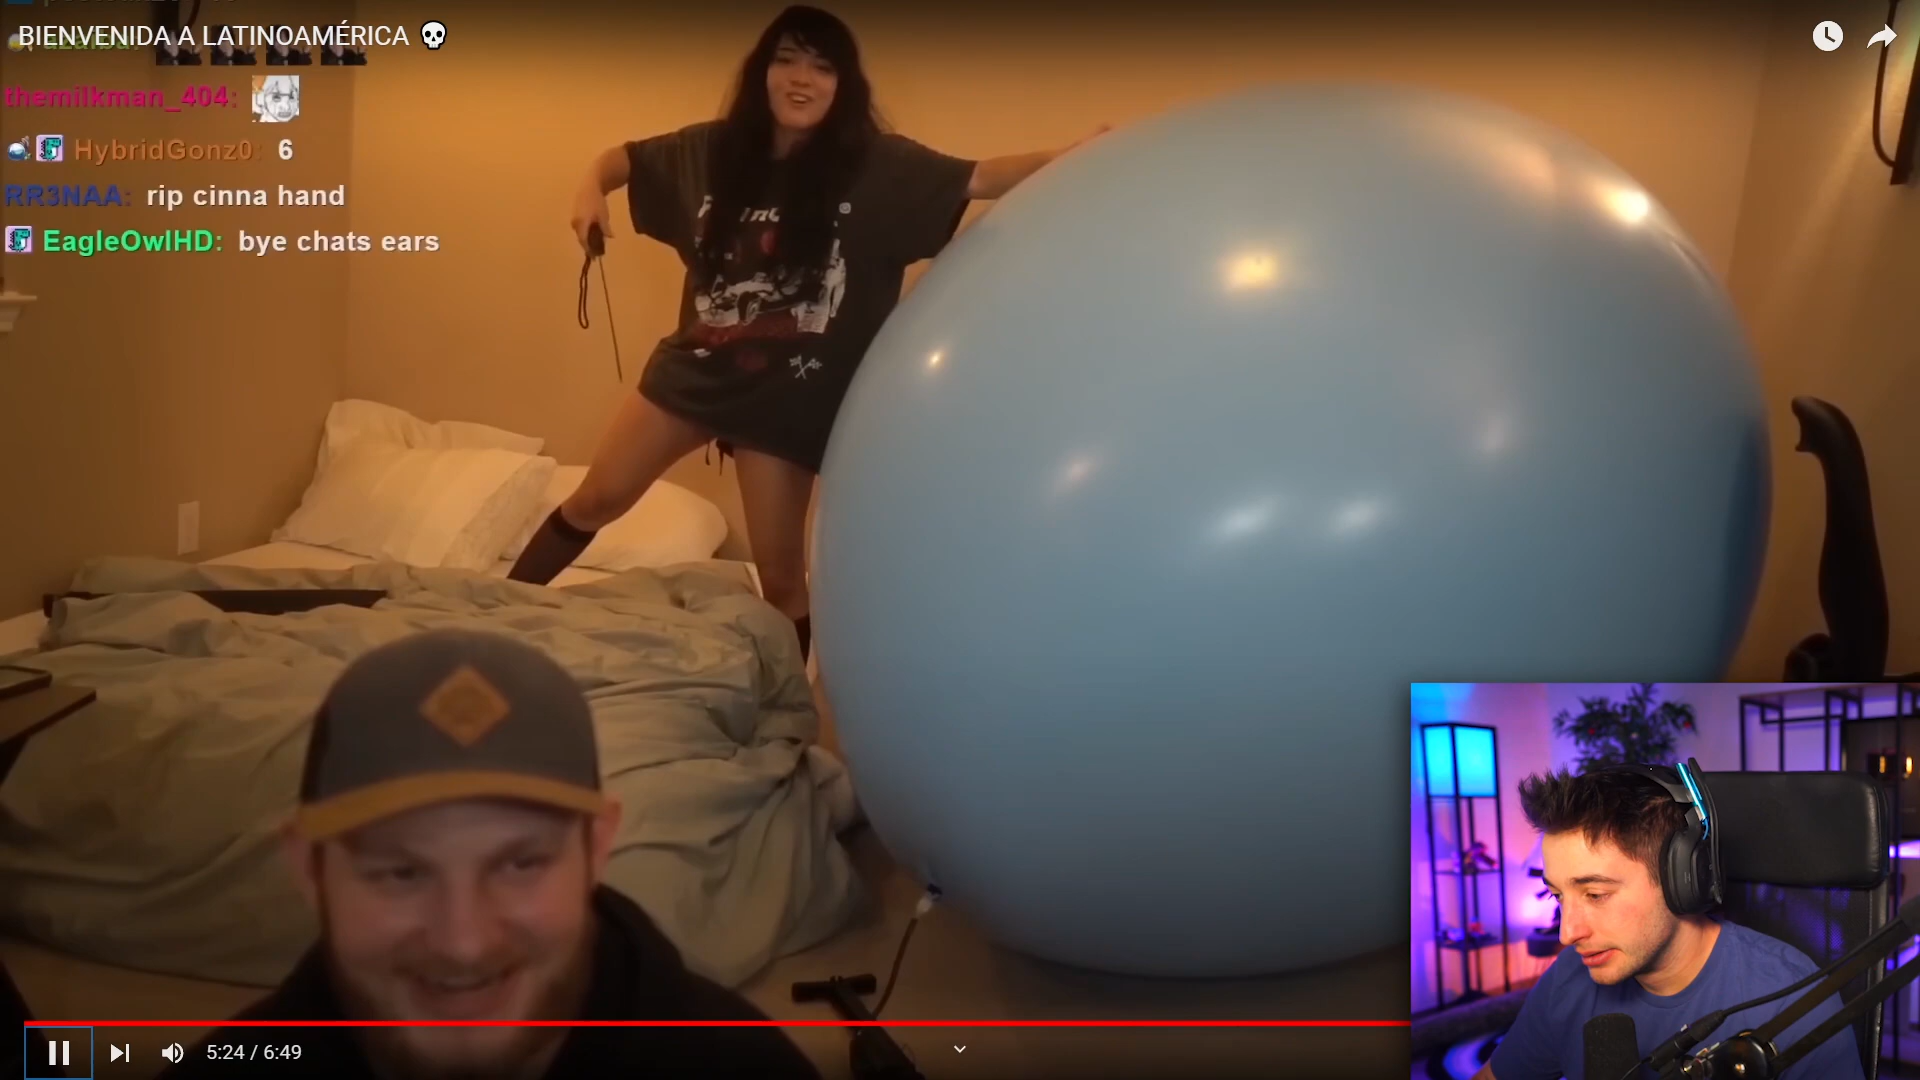 BIENVENIDA A LATINOAMÉRICA 💀
themilkman_404:
HybridGonz0: 6
RR3NAA: rip cinna hand
EagleOwlHD: bye chats ears
5:24 / 6:49